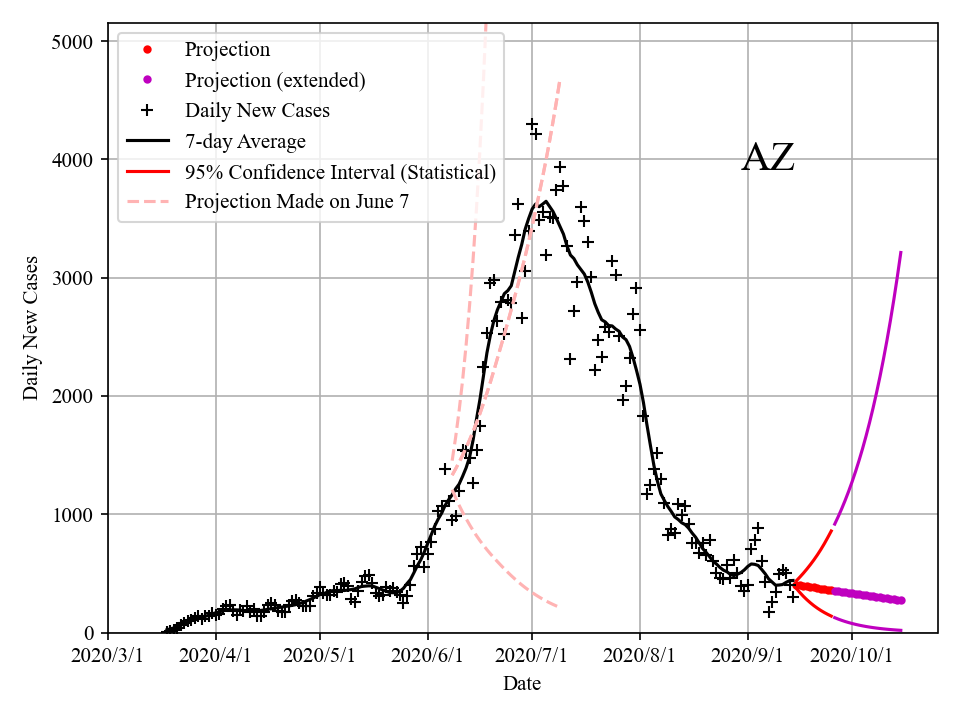 5000
4000
3000
2000
1000
0
Daily New Cases
Projection
Projection (extended)
Daily New Cases
7-day Average
95% Confidence Interval (Statistical)
Projection Made on June 7
AZ
2020/3/1 2020/4/1 2020/5/1 2020/6/1 2020/7/1 2020/8/1 2020/9/1 2020/10/1
Date